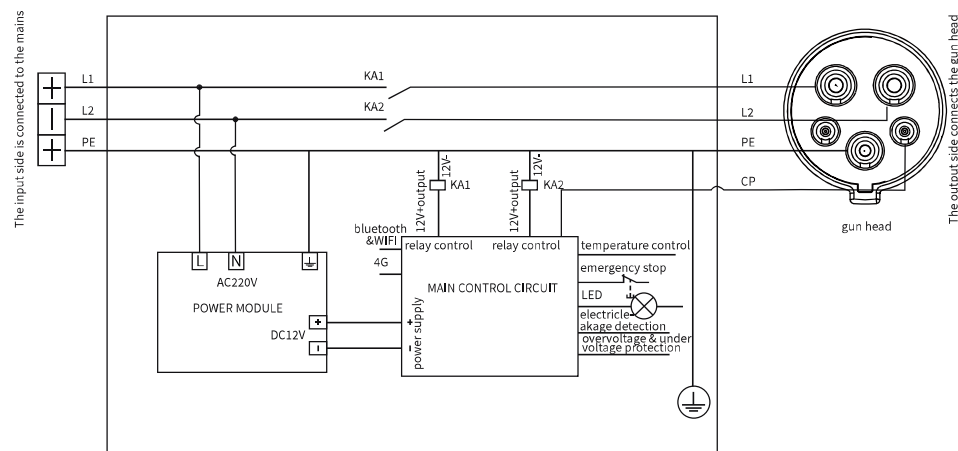 The input side is connected to the mains
L1
L2
PE
KA1
KA2
L1
L2
PE
CP
The output side connects the gun head
gun head
12V-
12V+output
KA1
12V-
12V+output
KA2
bluetooth
&WIFI
4G
relay control
relay control
MAIN CONTROL CIRCUIT
power supply
+
-
temperature control
emergency stop
LED
electricle
akage detection
overvoltage & under
voltage protection
L
N
AC220V
POWER MODULE
DC12V
+
-